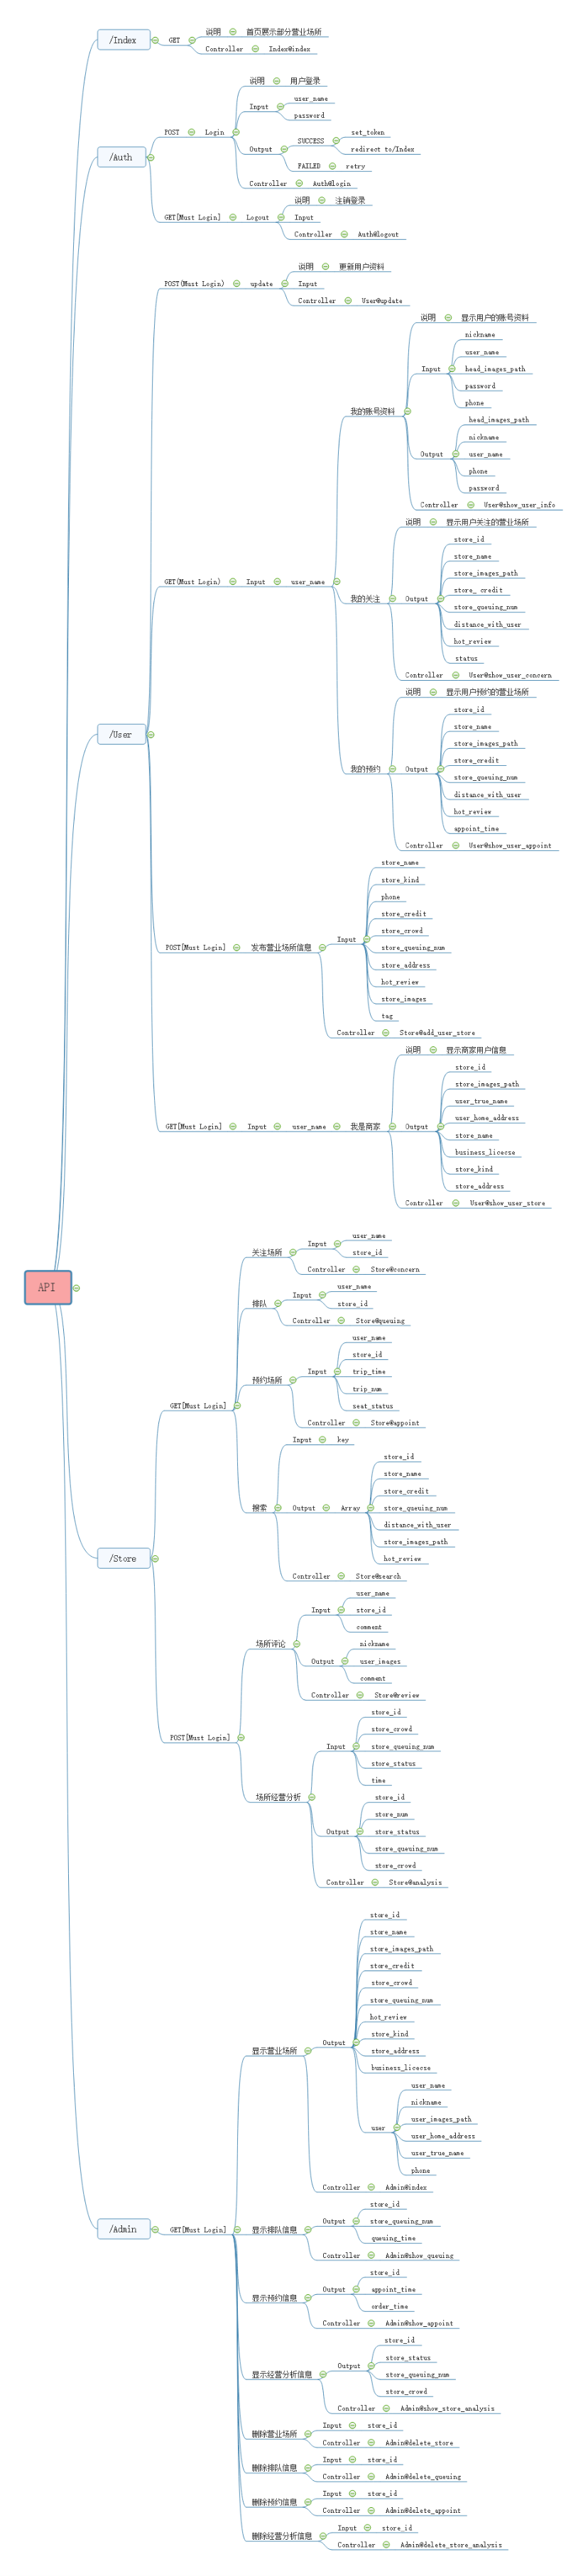 API
/Index
GET
说明
首页展示部分营业场所
Controller
Index@index
/Auth
POST
Login
说明
用户登录
Input
user_name
password
Output
SUCCESS
set_token
redirect to/Index
FAILED
retry
Controller
Auth@login
GET[Must Login]
Logout
说明
注销登录
Input
Controller
Auth@logout
/User
POST(Must Login)
update
说明
更新用户资料
Input
Controller
User@update
GET(Must Login)
Input
user_name
我的账号资料
说明
显示用户的账号资料
Input
nickname
user_name
head_images_path
password
phone
Output
head_images_path
nickname
user_name
phone
password
Controller
User@show_user_info
我的关注
说明
显示用户关注的营业场所
Output
store_id
store_name
store_images_path
store_ credit
store_queuing_num
distance_with_user
hot_review
status
Controller
User@show_user_concern
我的预约
说明
显示用户预约的营业场所
Output
store_id
store_name
store_images_path
store_credit
store_queuing_num
distance_with_user
hot_review
appoint_time
Controller
User@show_user_appoint
POST[Must Login]
发布营业场所信息
Input
store_name
store_kind
phone
store_credit
store_crowd
store_queuing_num
store_address
hot_review
store_images
tag
Controller
Store@add_user_store
GET[Must Login]
Input
user_name
我是商家
说明
显示商家用户信息
Output
store_id
store_images_path
user_true_name
user_home_address
store_name
business_licecse
store_kind
store_address
Controller
User@show_user_store
/Store
GET[Must Login]
关注场所
Input
user_name
store_id
Controller
Store@concern
排队
Input
user_name
store_id
Controller
Store@queuing
预约场所
Input
user_name
store_id
trip_time
trip_num
seat_status
Controller
Store@appoint
搜索
Input
key
Output
Array
store_id
store_name
store_credit
store_queuing_num
distance_with_user
store_images_path
hot_review
Controller
Store@search
POST[Must Login]
场所评论
Input
user_name
store_id
comment
Output
nickname
user_images
comment
Controller
Store@review
场所经营分析
Input
store_id
store_crowd
store_queuing_num
store_status
time
Output
store_id
store_num
store_status
store_queuing_num
store_crowd
Controller
Store@analysis
/Admin
GET[Must Login]
显示营业场所
Output
store_id
store_name
store_images_path
store_credit
store_crowd
store_queuing_num
hot_review
store_kind
store_address
business_licecse
user
user_name
nickname
user_images_path
user_home_address
user_true_name
phone
Controller
Admin@index
显示排队信息
Output
store_id
store_queuing_num
queuing_time
Controller
Admin@show_queuing
显示预约信息
Output
store_id
appoint_time
order_time
Controller
Admin@show_appoint
显示经营分析信息
Output
store_id
store_status
store_queuing_num
store_crowd
Controller
Admin@show_store_analysis
删除营业场所
Input
store_id
Controller
Admin@delete_store
删除排队信息
Input
store_id
Controller
Admin@delete_queuing
删除预约信息
Input
store_id
Controller
Admin@delete_appoint
删除经营分析信息
Input
store_id
Controller
Admin@delete_store_analysis